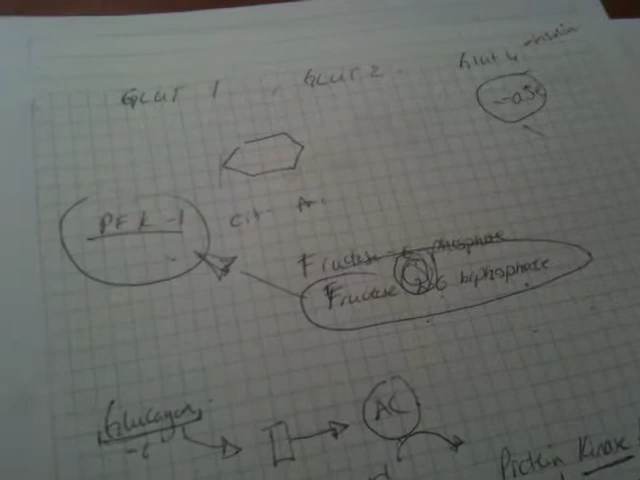 GLUT 1 , GLUT 2 . Glut 4
PFK-1
Cit
Fructose 6 phosphate
Fructose 2,6 biphosphate
Glucagon
AC
Protein Kinase